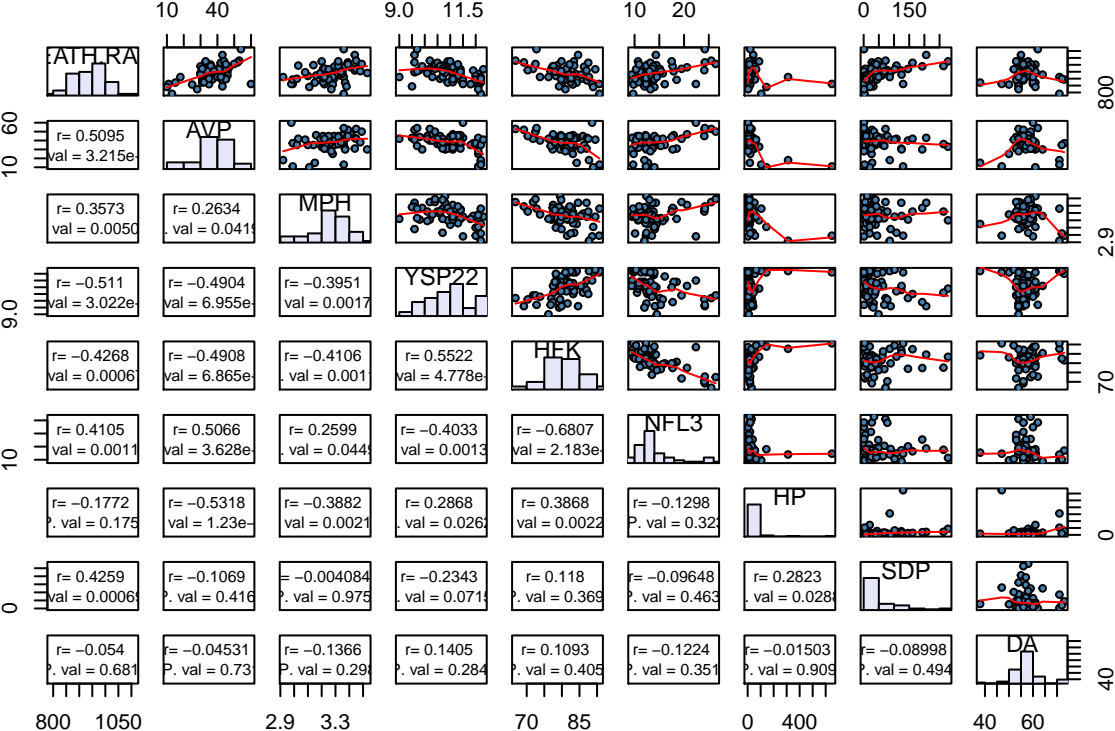 10 40 9.0 11.5 10 20 0 150
EATH RA
800
60
10
r= 0.5095
val = 3.215e-
AVP
r= 0.3573
val = 0.0050
r= 0.2634
. val = 0.0419
MPH
2.9
9.0
r= −0.511
val = 3.022e-
r= −0.4904
val = 6.955e-
r= −0.3951
val = 0.0017
YSP22
r= −0.4268
val = 0.0006
r= −0.4908
val = 6.865e-
r= −0.4106
. val = 0.001
r= 0.5522
val = 4.778e-
HFK
70
10
r= 0.4105
val = 0.0011
r= 0.5066
val = 3.628e-
r= 0.2599
. val = 0.0449
r= −0.4033
val = 0.0013
r= −0.6807
val = 2.183e-
NFL3
r= −0.1772
P. val = 0.175
r= −0.5318
val = 1.23e−
r= −0.3882
val = 0.0021
r= 0.2868
. val = 0.026
r= 0.3868
val = 0.0022
r= −0.1298
P. val = 0.32
HP
0
0
r= 0.4259
val = 0.0006
r= −0.1069
P. val = 0.416
= −0.004084
P. val = 0.975
r= −0.2343
. val = 0.071
r= 0.118
P. val = 0.369
r= −0.09648
P. val = 0.463
r= 0.2823
. val = 0.028
SDP
r= −0.054
P. val = 0.681
r= −0.04531
P. val = 0.73
r= −0.1366
P. val = 0.29
r= 0.1405
P. val = 0.284
r= 0.1093
P. val = 0.405
r= −0.1224
P. val = 0.351
r= −0.01503
P. val = 0.909
r= −0.08998
P. val = 0.494
DA
40
800 1050 2.9 3.3 70 85 0 400 40 60